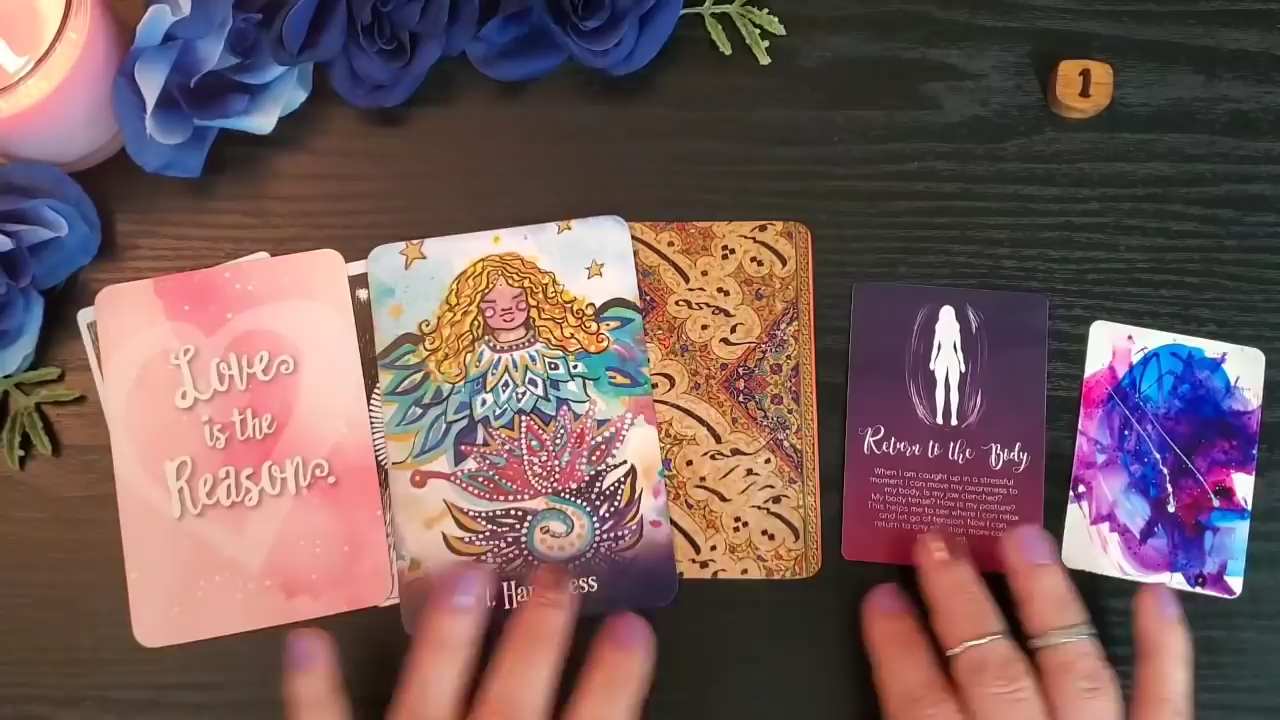 1
Love
is the
Reason.
Return to the Body
When I am caught up in a stressful
moment I can move my awareness to
my body. Is my jaw clenched?
My body tense? How is my posture?
This helps me to see where I can relax
and let go of tension. Now I can
return to any